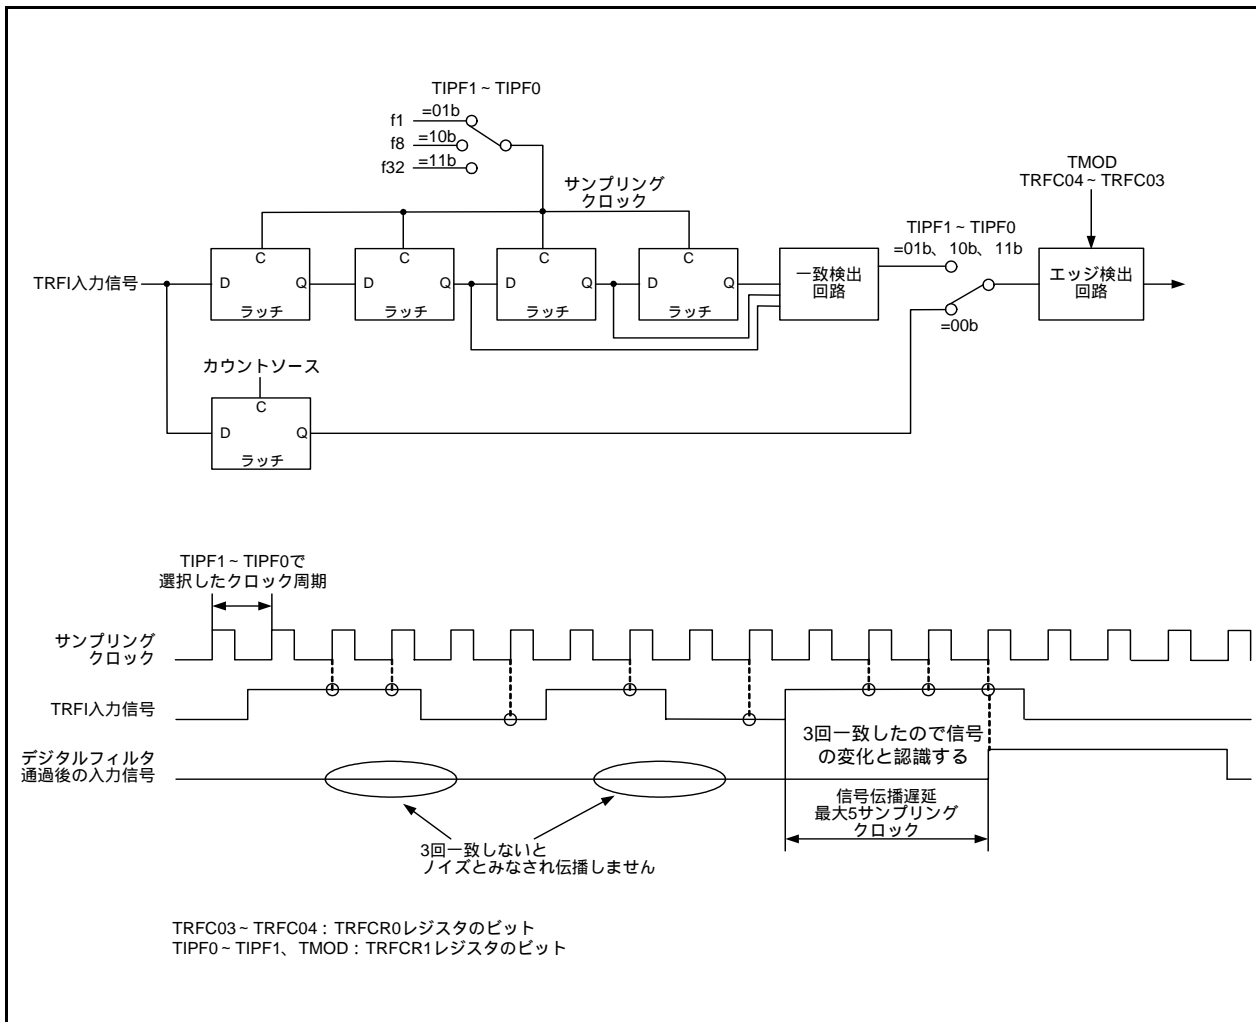 TIPF1~TIPF0
f1 =01b
f8 =10b
f32 =11b
サンプリング
クロック
TMOD
TRFC04~TRFC03
TIPF1~TIPF0
=01b、10b、11b
TRFI入力信号
C
D Q
ラッチ
C
D Q
ラッチ
C
D Q
ラッチ
C
D Q
ラッチ
一致検出
回路
=00b
エッジ検出
回路
カウントソース
C
D Q
ラッチ
TIPF1~TIPF0で
選択したクロック周期
サンプリング
クロック
TRFI入力信号
3回一致したので信号
の変化と認識する
デジタルフィルタ
通過後の入力信号
信号伝播遅延
最大5サンプリング
クロック
3回一致しないと
ノイズとみなされ伝播しません
TRFC03~TRFC04:TRFCR0レジスタのビット
TIPF0~TIPF1、TMOD:TRFCR1レジスタのビット